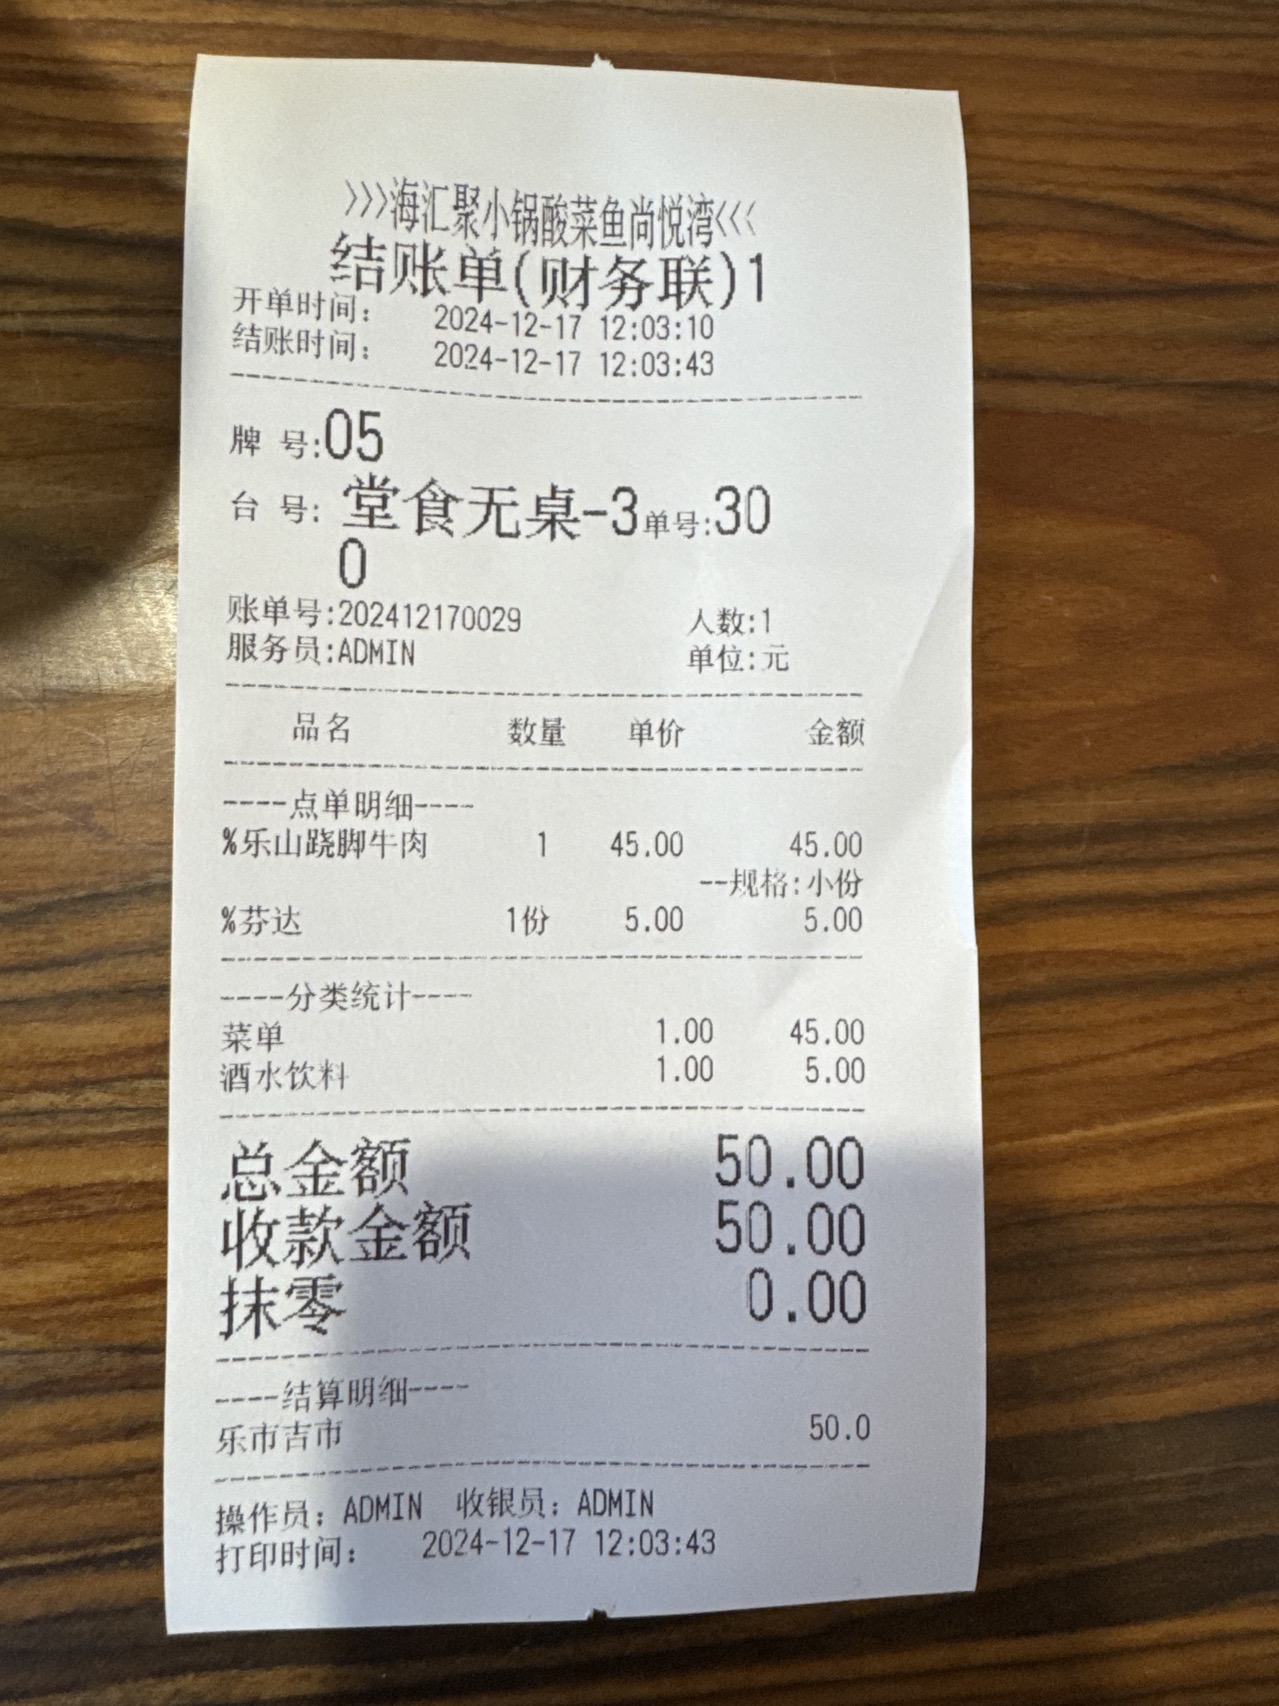 >>>海汇聚小锅酸菜鱼尚悦湾<<<
结账单(财务联)1
开单时间: 2024-12-17 12:03:10
结账时间: 2024-12-17 12:03:43
牌 号:05
台 号: 堂食无桌-3单号:30
0
账单号:202412170029 人数:1
服务员:ADMIN 单位:元
品名 数量 单价 金额
----点单明细----
%乐山跷脚牛肉 1 45.00 45.00
--规格:小份
%芬达 1份 5.00 5.00
----分类统计----
菜单 1.00 45.00
酒水饮料 1.00 5.00
总金额 50.00
收款金额 50.00
抹零 0.00
----结算明细----
乐市吉市 50.0
操作员: ADMIN 收银员: ADMIN
打印时间: 2024-12-17 12:03:43